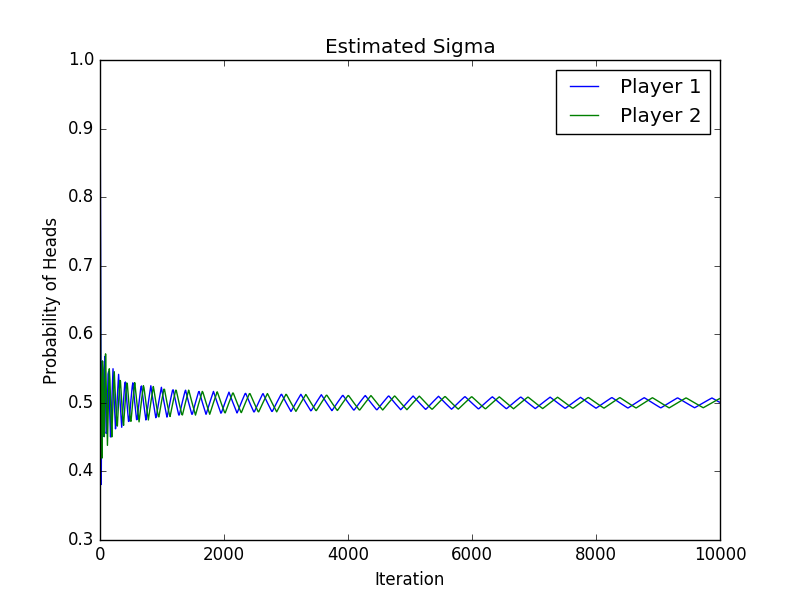 Estimated Sigma
1.0
0.9
0.8
0.7
0.6
0.5
0.4
0.3
Probability of Heads
Player 1
Player 2
0 2000 4000 6000 8000 10000
Iteration